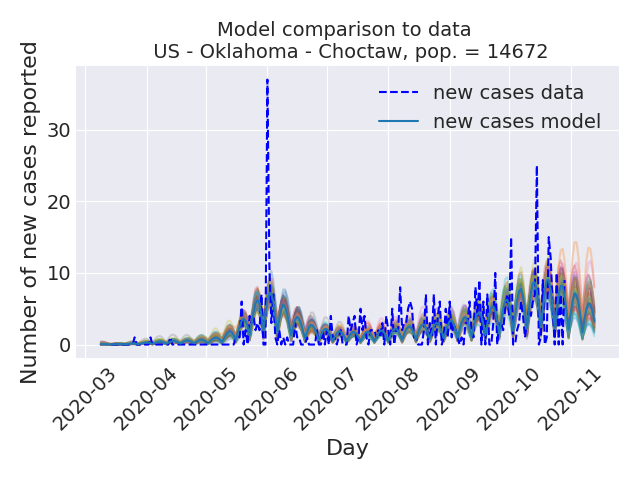 Model comparison to data
US - Oklahoma - Choctaw, pop. = 14672
Number of new cases reported
30
20
10
0
new cases data
new cases model
2020-03
2020-04
2020-05
2020-06
2020-07
2020-08
2020-09
2020-10
2020-11
Day